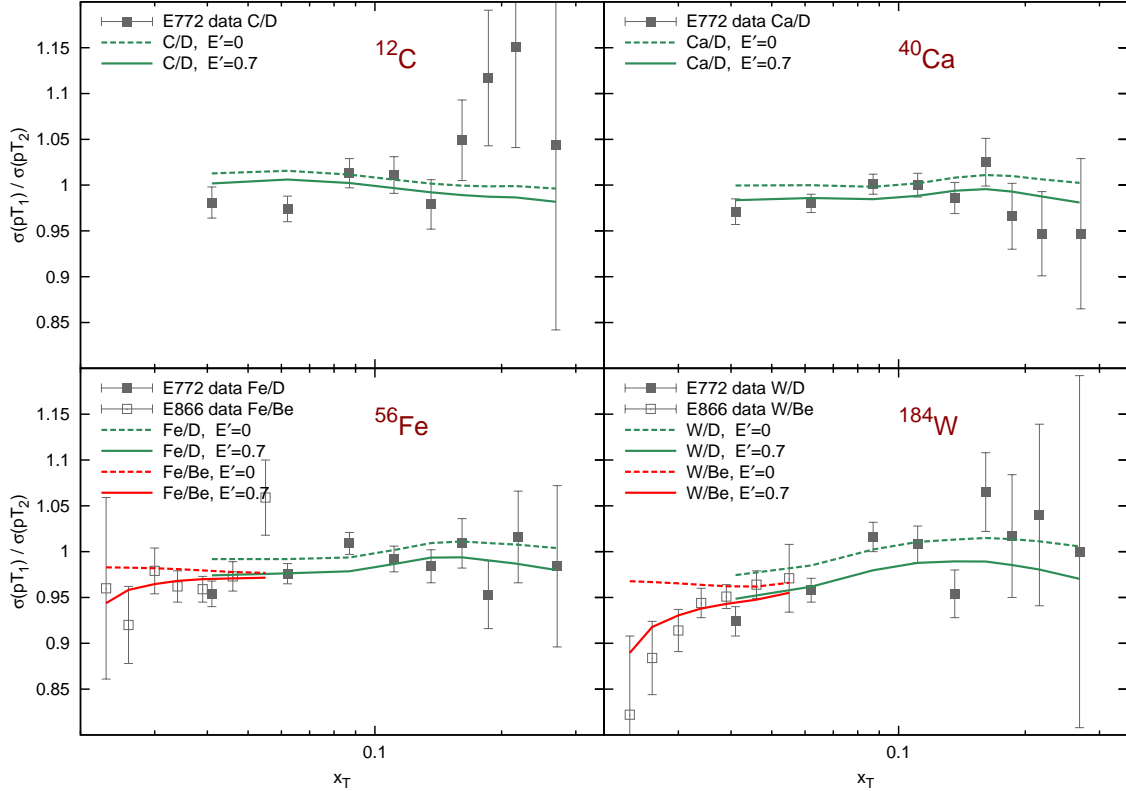 E772 data C/D
C/D, E′=0
C/D, E′=0.7
12C
1.15
1.1
1.05
1
0.95
0.9
0.85
σ(pT1) / σ(pT2)
E772 data Ca/D
Ca/D, E′=0
Ca/D, E′=0.7
40Ca
E772 data Fe/D
E866 data Fe/Be
Fe/D, E′=0
Fe/D, E′=0.7
Fe/Be, E′=0
Fe/Be, E′=0.7
56Fe
1.15
1.1
1.05
1
0.95
0.9
0.85
σ(pT1) / σ(pT2)
0.1
xT
E772 data W/D
E866 data W/Be
W/D, E′=0
W/D, E′=0.7
W/Be, E′=0
W/Be, E′=0.7
184W
0.1
xT